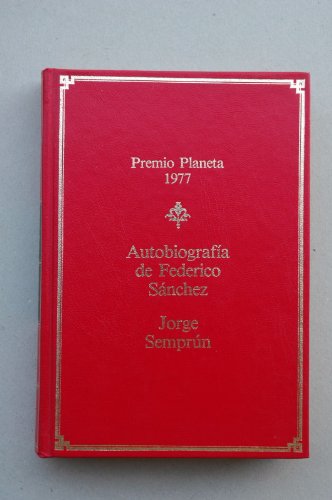 Premio Planeta
1977
Autobiografía
de Federico
Sánchez
Jorge
Semprún